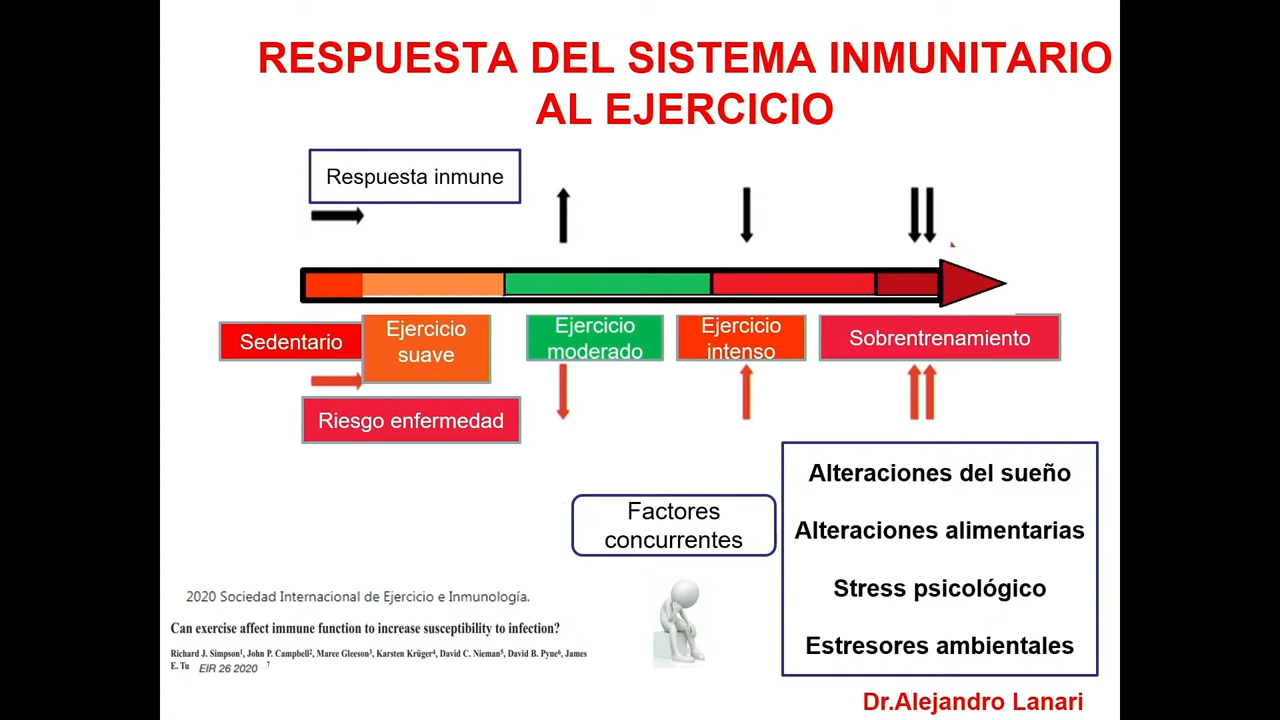 RESPUESTA DEL SISTEMA INMUNITARIO
AL EJERCICIO
Respuesta inmune
Sedentario
Ejercicio
suave
Ejercicio
moderado
Ejercicio
intenso
Sobrentrenamiento
Riesgo enfermedad
Factores
concurrentes
Alteraciones del sueño
Alteraciones alimentarias
Stress psicológico
Estresores ambientales
2020 Sociedad Internacional de Ejercicio e Inmunología.
Can exercise affect immune function to increase susceptibility to infection?
Richard J. Simpson¹, John P. Campbell², Maree Gleeson³, Karsten Krüger⁴, David C. Nieman⁵, David B. Pyne⁶, James
E. Tu EIR 26 2020 7
Dr.Alejandro Lanari